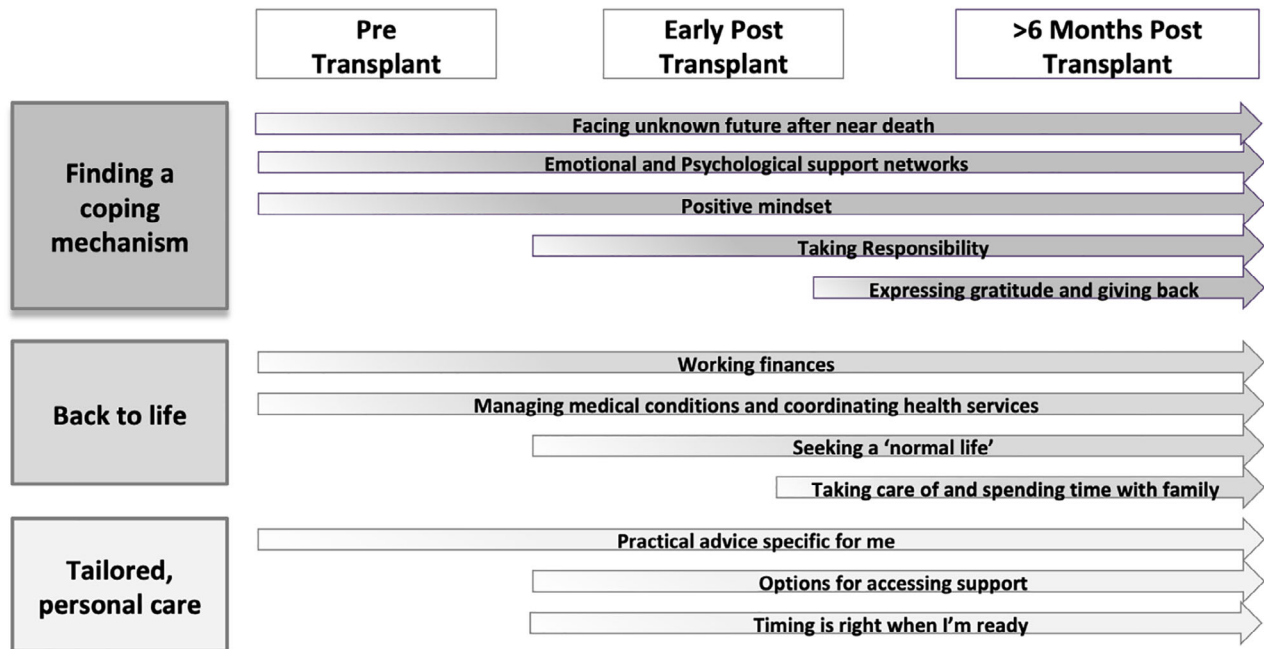 Pre
Transplant
Early Post
Transplant
>6 Months Post
Transplant
Finding a
coping
mechanism
Facing unknown future after near death
Emotional and Psychological support networks
Positive mindset
Taking Responsibility
Expressing gratitude and giving back
Back to life
Working finances
Managing medical conditions and coordinating health services
Seeking a ‘normal life’
Taking care of and spending time with family
Tailored,
personal care
Practical advice specific for me
Options for accessing support
Timing is right when I’m ready